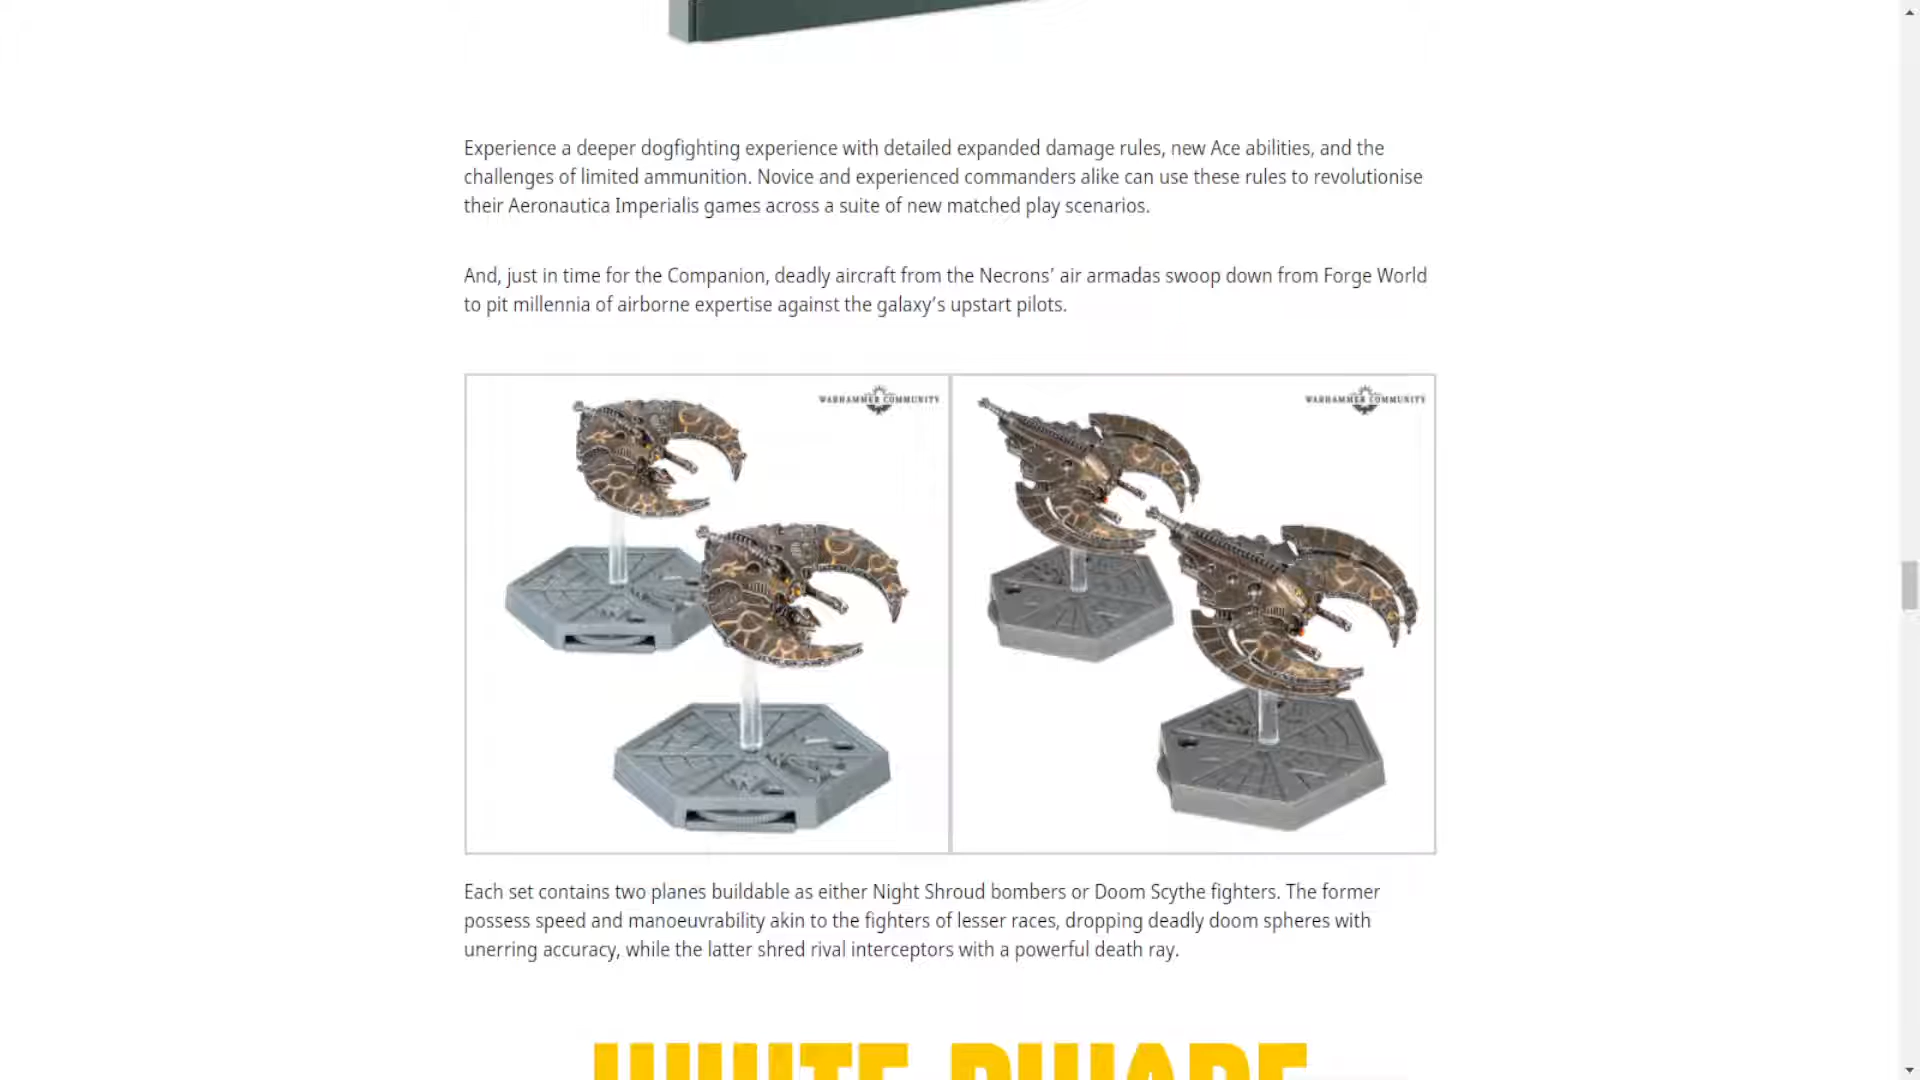 Experience a deeper dogfighting experience with detailed expanded damage rules, new Ace abilities, and the
challenges of limited ammunition. Novice and experienced commanders alike can use these rules to revolutionise
their Aeronautica Imperialis games across a suite of new matched play scenarios.
And, just in time for the Companion, deadly aircraft from the Necrons’ air armadas swoop down from Forge World
to pit millennia of airborne expertise against the galaxy’s upstart pilots.
WARHAMMER COMMUNITY
WARHAMMER COMMUNITY
Each set contains two planes buildable as either Night Shroud bombers or Doom Scythe fighters. The former
possess speed and manoeuvrability akin to the fighters of lesser races, dropping deadly doom spheres with
unerring accuracy, while the latter shred rival interceptors with a powerful death ray.
WHITE DWARF